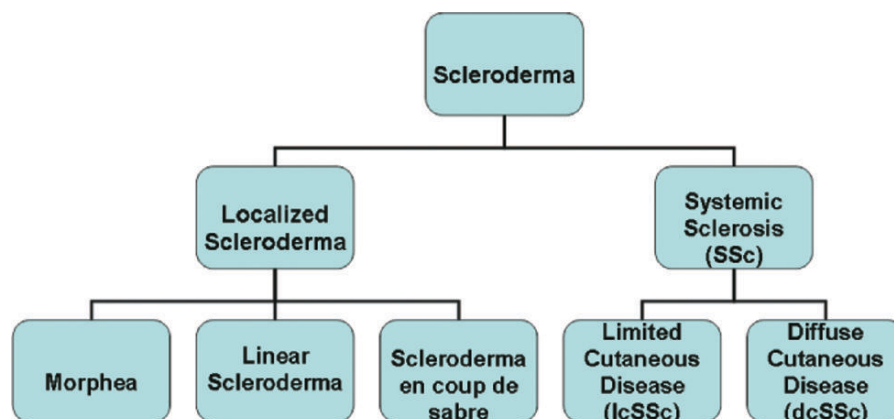 Scleroderma
Localized
Scleroderma
Systemic
Sclerosis
(SSc)
Morphea
Linear
Scleroderma
Scleroderma
en coup de
sabre
Limited
Cutaneous
Disease
(lcSSc)
Diffuse
Cutaneous
Disease
(dcSSc)